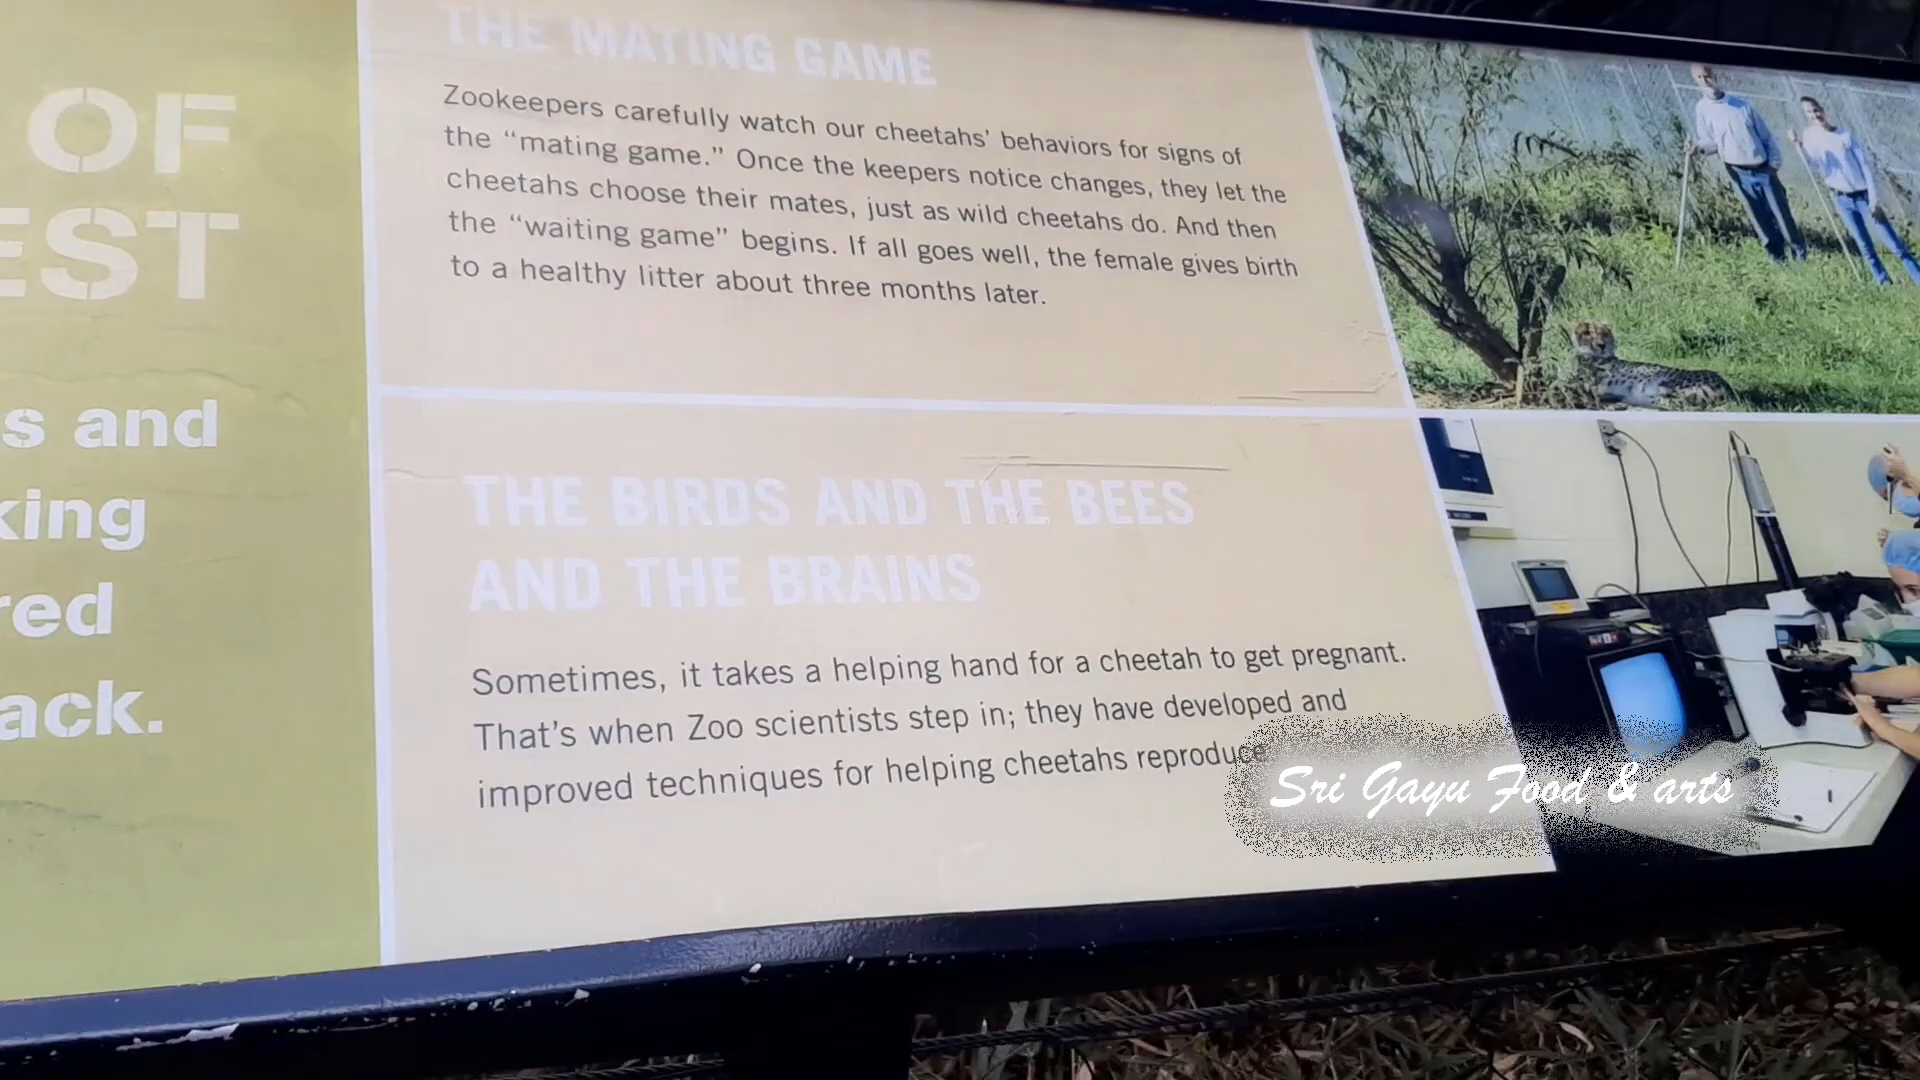 OF
EST
s and
king
red
ack.
THE MATING GAME
Zookeepers carefully watch our cheetahs' behaviors for signs of
the “mating game.” Once the keepers notice changes, they let the
cheetahs choose their mates, just as wild cheetahs do. And then
the “waiting game” begins. If all goes well, the female gives birth
to a healthy litter about three months later.
THE BIRDS AND THE BEES
AND THE BRAINS
Sometimes, it takes a helping hand for a cheetah to get pregnant.
That's when Zoo scientists step in; they have developed and
improved techniques for helping cheetahs reproduce
Sri Gayu Food & arts